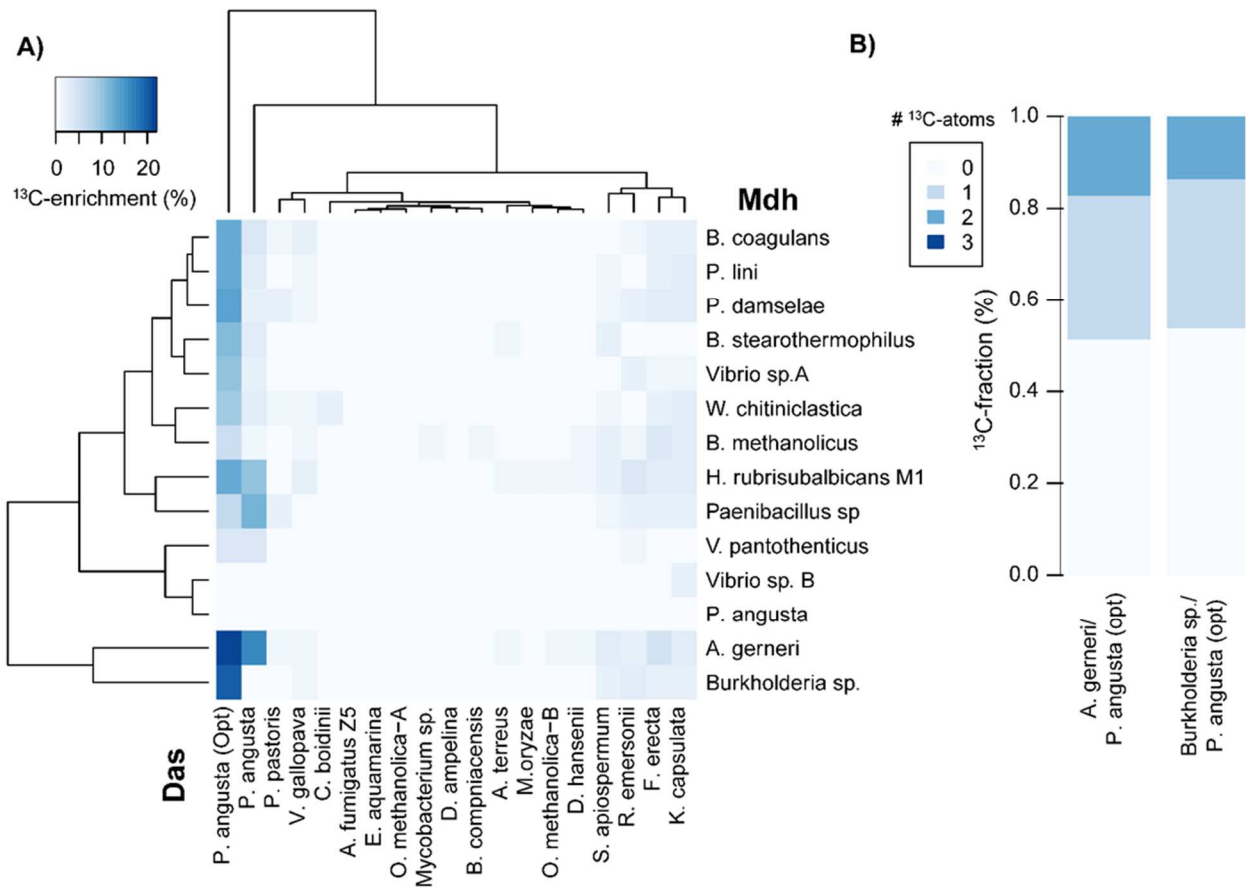 A)
0 10 20
¹³C-enrichment (%)
Mdh
B. coagulans
P. lini
P. damselae
B. stearothermophilus
Vibrio sp.A
W. chitiniclastica
B. methanolicus
H. rubrisubalbicans M1
Paenibacillus sp
V. pantothenticus
Vibrio sp. B
P. angusta
A. gerneri
Burkholderia sp.
Das
P. angusta (Opt)
P. angusta
P. pastoris
V. gallopava
C. boidinii
A. fumigatus Z5
E. aquamarina
O. methanolica−A
Mycobacterium sp.
D. ampelina
B. compniacensis
A. terreus
M.oryzae
O. methanolica−B
D. hansenii
S. apiospermum
R. emersonii
F. erecta
K. capsulata
B)
# ¹³C-atoms
0
1
2
3
¹³C-fraction (%)
1.0
0.8
0.6
0.4
0.2
0.0
A. gerneri/
P. angusta (opt)
Burkholderia sp./
P. angusta (opt)